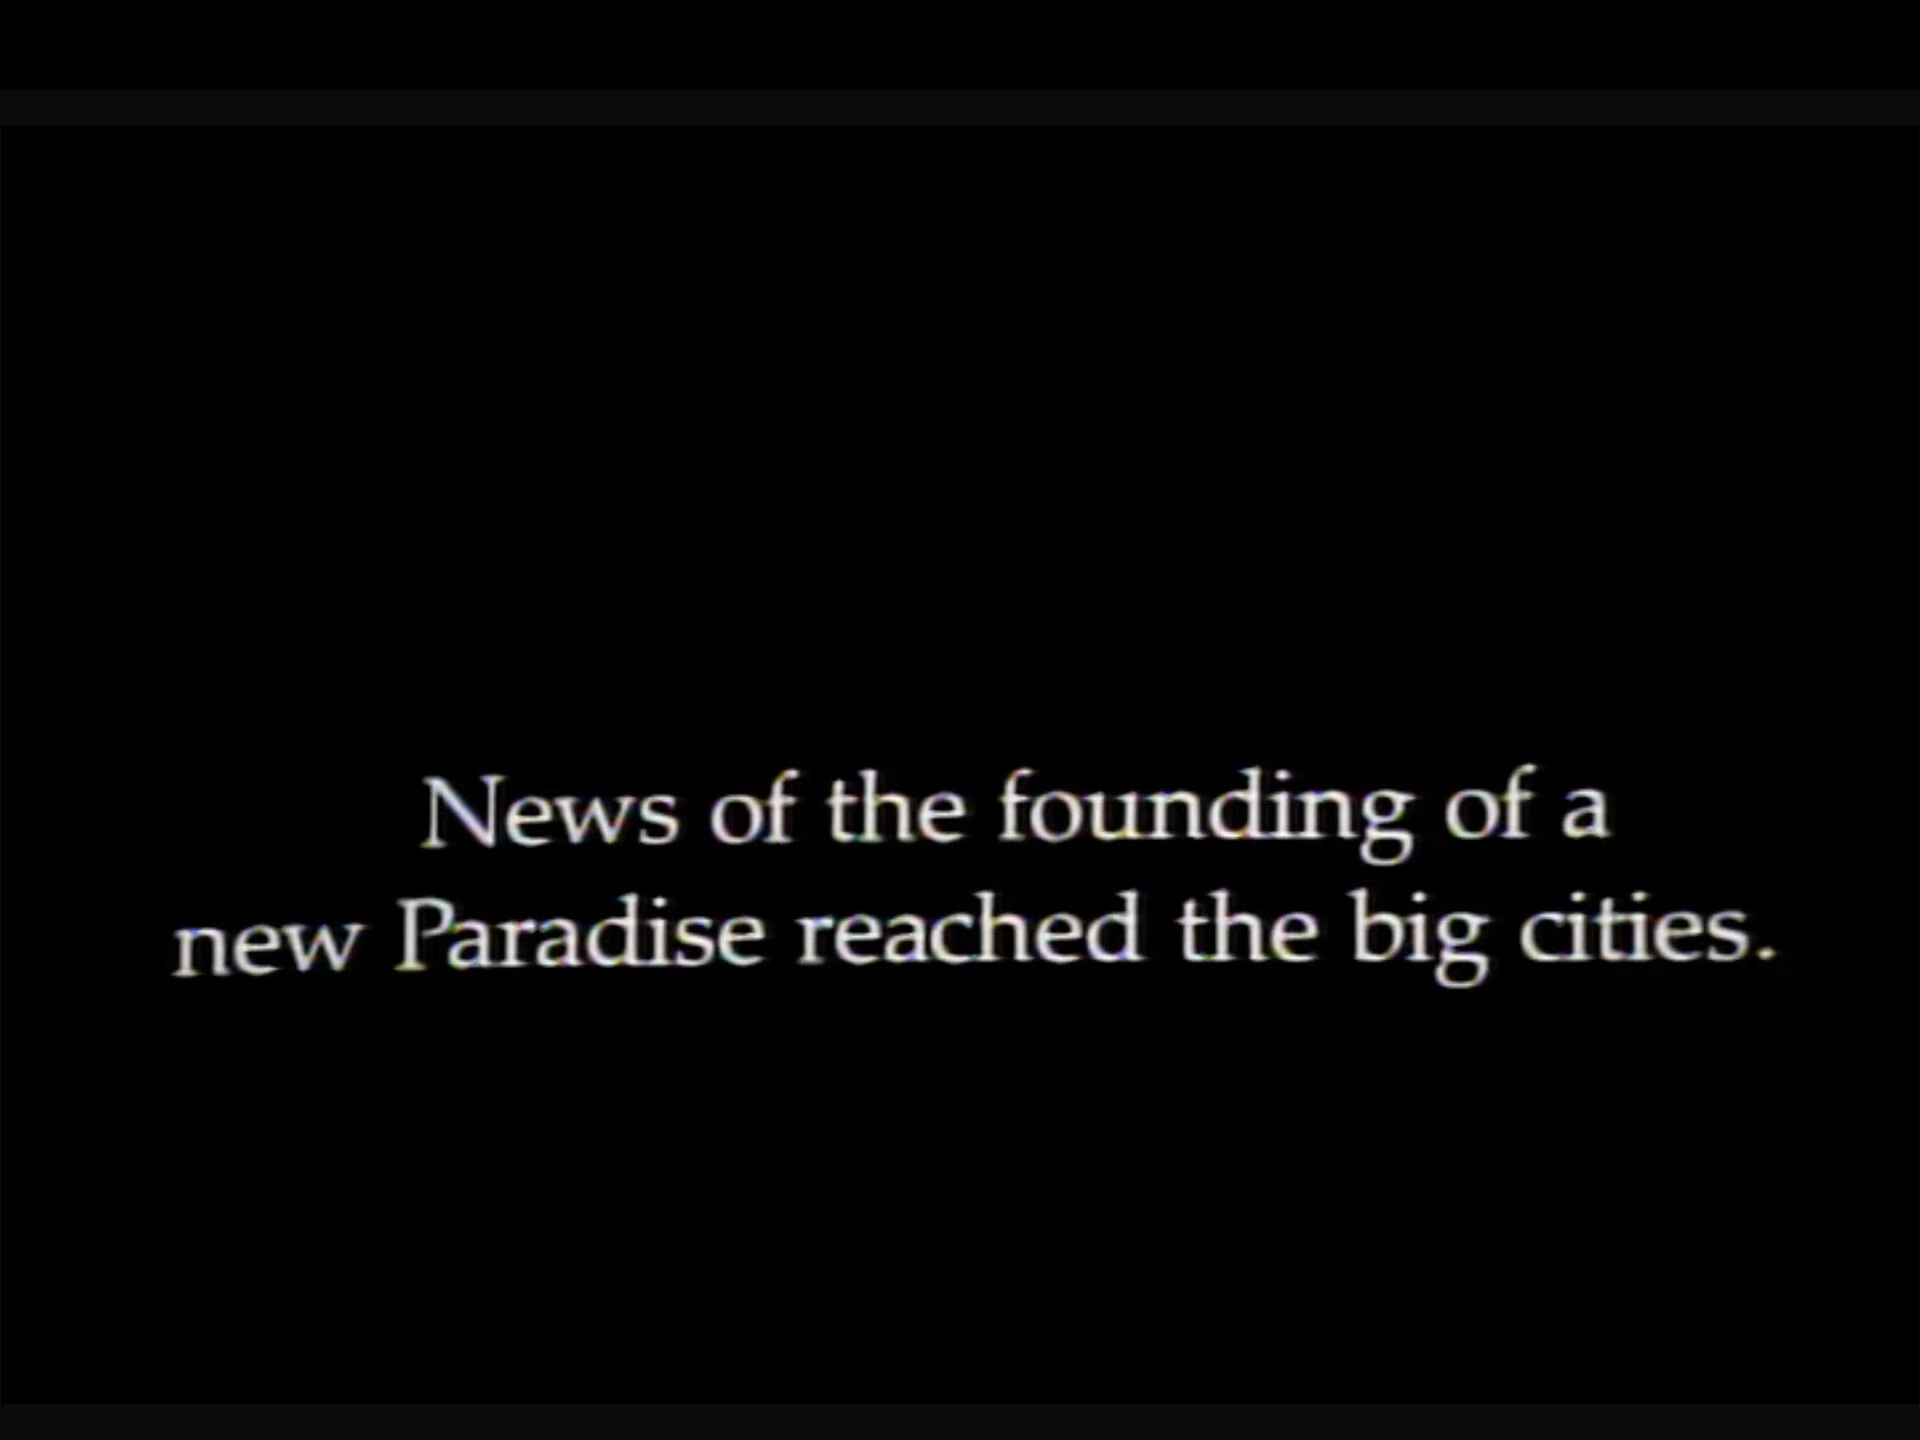 News of the founding of a
new Paradise reached the big cities.